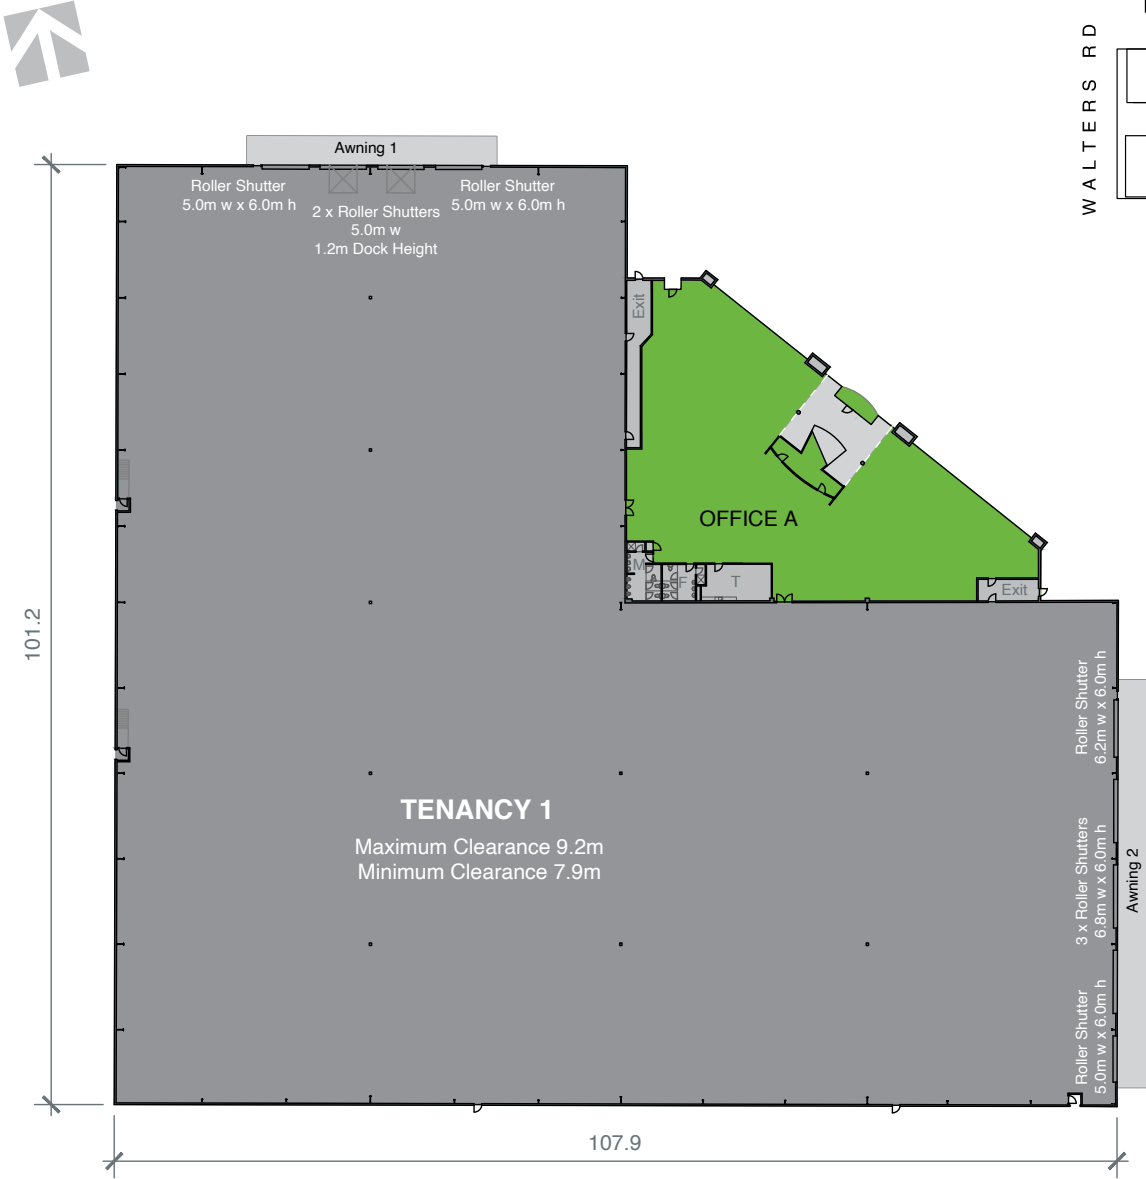 WALTERS RD
Awning 1
Roller Shutter
5.0m w x 6.0m h
2 x Roller Shutters
5.0m w
1.2m Dock Height
Roller Shutter
5.0m w x 6.0m h
Exit
OFFICE A
M
F
T
Exit
101.2
Roller Shutter
6.2m w x 6.0m h
TENANCY 1
Maximum Clearance 9.2m
Minimum Clearance 7.9m
3 x Roller Shutters
6.8m w x 6.0m h
Awning 2
Roller Shutter
5.0m w x 6.0m h
107.9